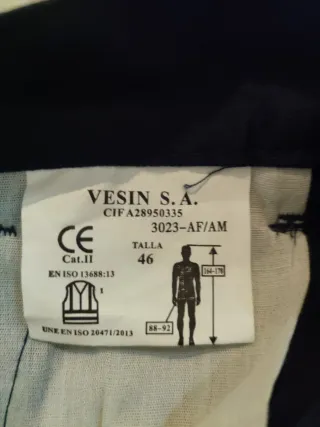 VESIN S.A.
CIF A28950335
3023-AF/AM
CE
Cat.II
TALLA
46
EN ISO 13688:13
164-170
1
88-92
UNE EN ISO 20471/2013